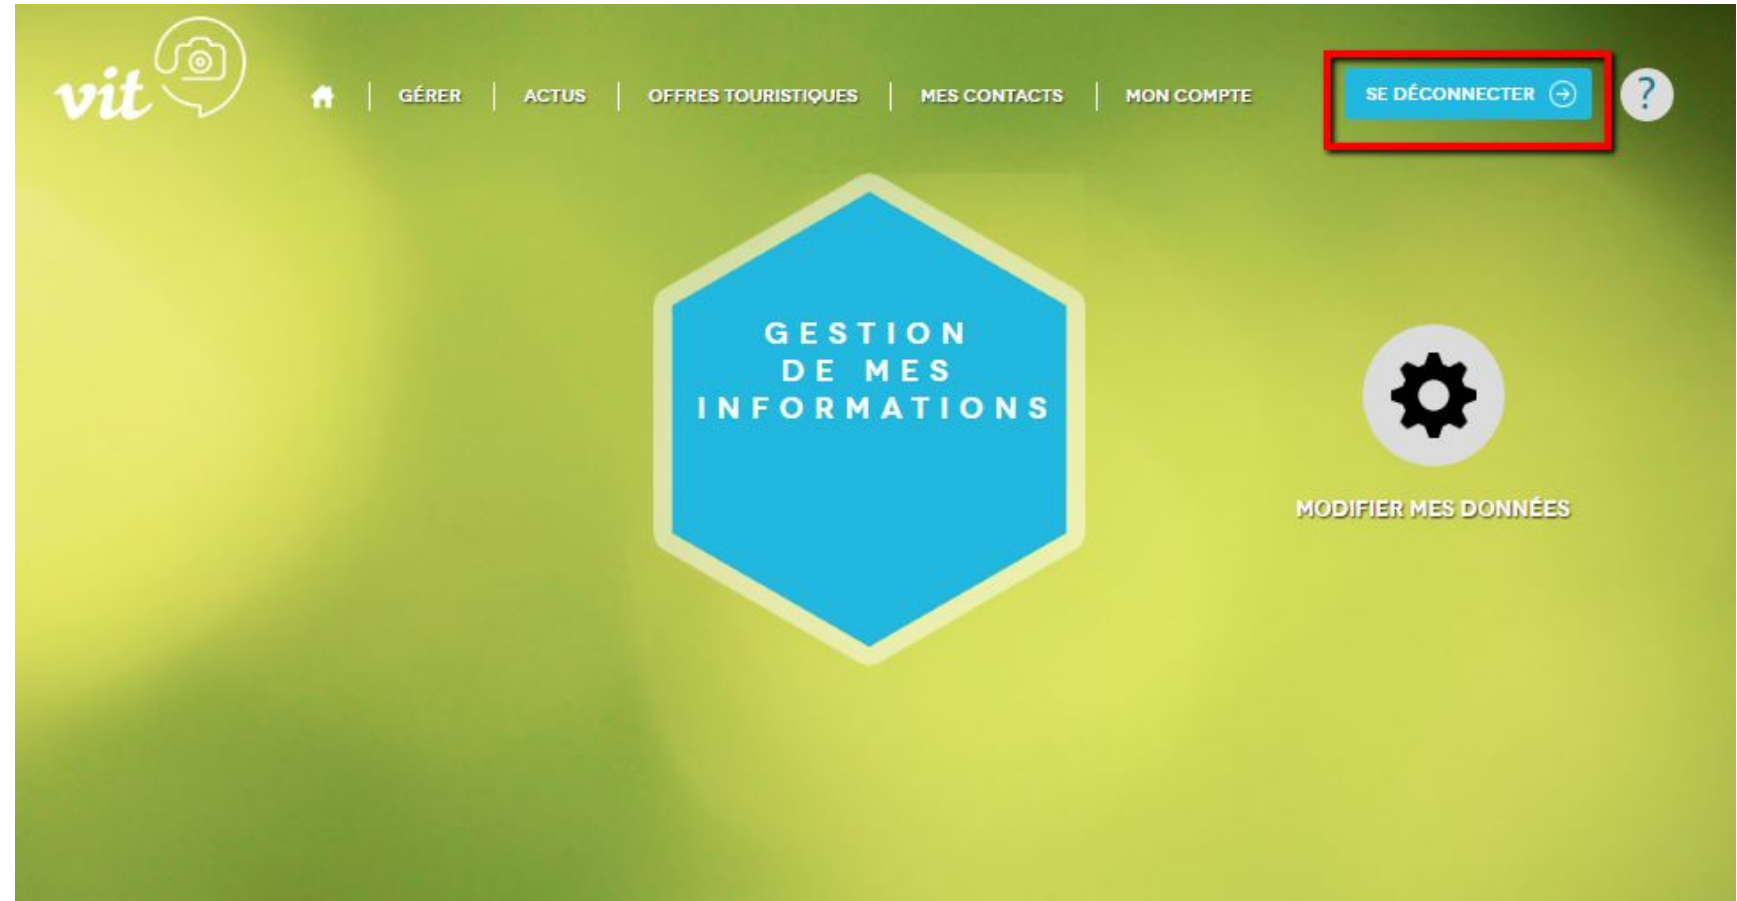 vit
GÉRER
ACTUS
OFFRES TOURISTIQUES
MES CONTACTS
MON COMPTE
SE DÉCONNECTER
?
GESTION
DE MES
INFORMATIONS
MODIFIER MES DONNÉES